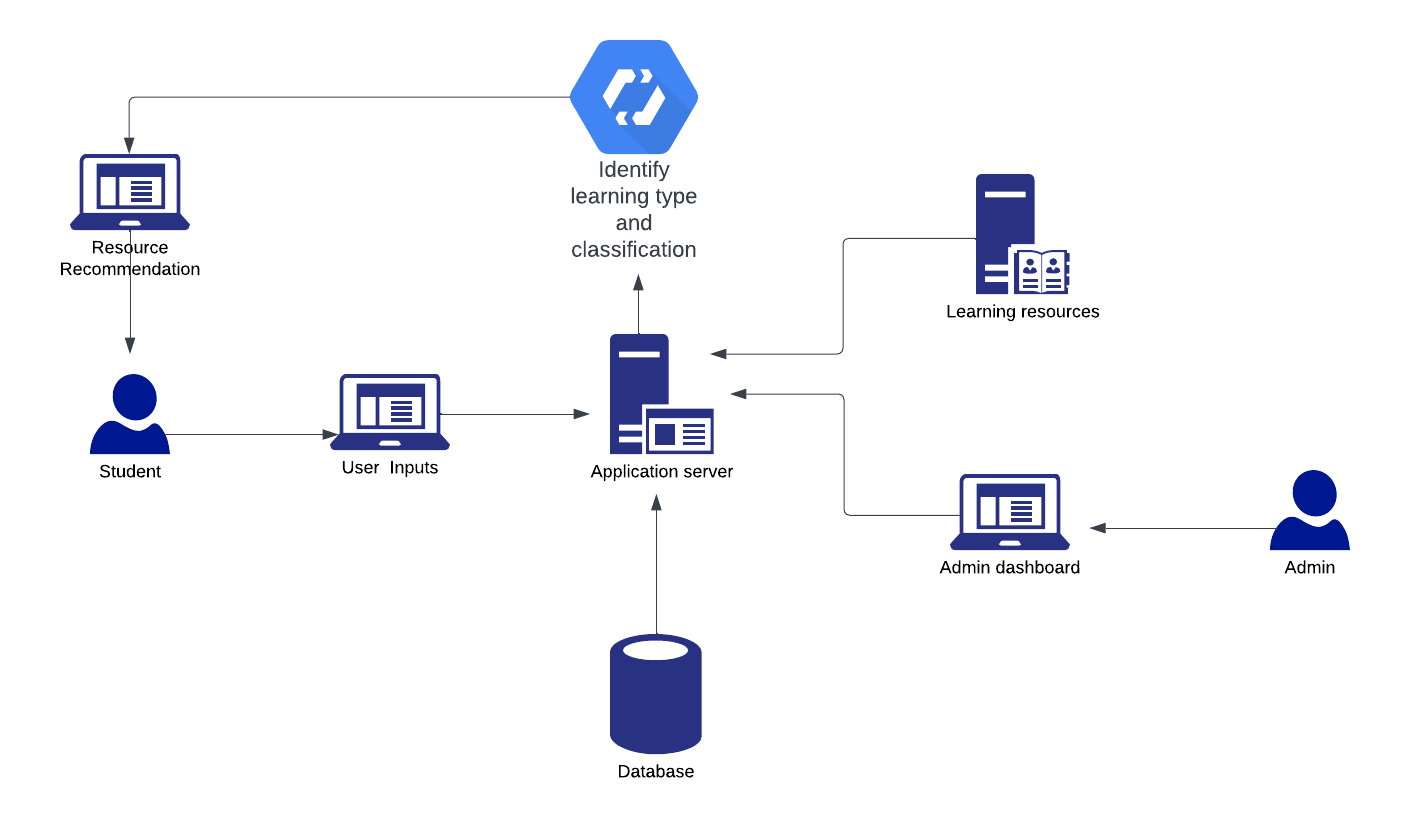 Identify
learning type
and
classification
Resource
Recommendation
Learning resources
Student
User  Inputs
Application server
Admin dashboard
Admin
Database